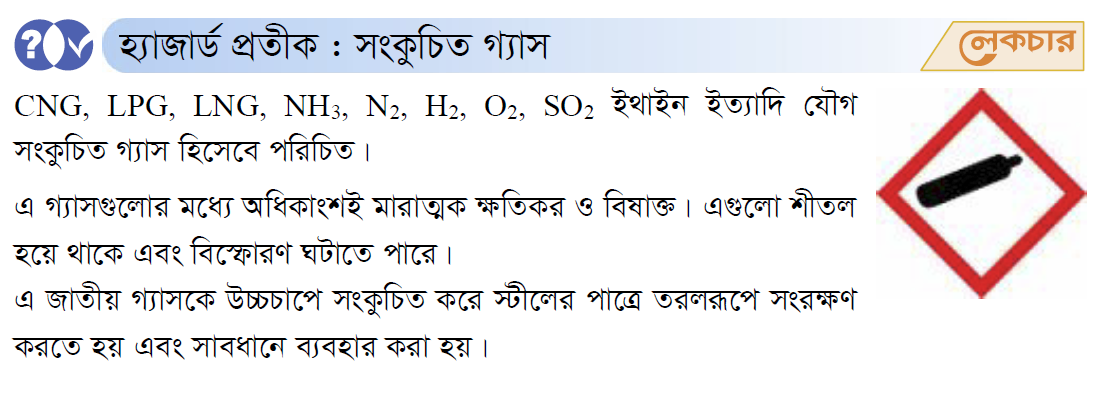 হ্যাজার্ড প্রতীক : সংকুচিত গ্যাস
লেকচার
CNG, LPG, LNG, NH₃, N₂, H₂, O₂, SO₂ ইথাইন ইত্যাদি যৌগ
সংকুচিত গ্যাস হিসেবে পরিচিত।
এ গ্যাসগুলোর মধ্যে অধিকাংশই মারাত্মক ক্ষতিকর ও বিষাক্ত। এগুলো শীতল
হয়ে থাকে এবং বিস্ফোরণ ঘটাতে পারে।
এ জাতীয় গ্যাসকে উচ্চচাপে সংকুচিত করে স্টীলের পাত্রে তরলরূপে সংরক্ষণ
করতে হয় এবং সাবধানে ব্যবহার করা হয়।